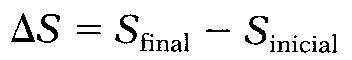 ΔS = S_final − S_inicial